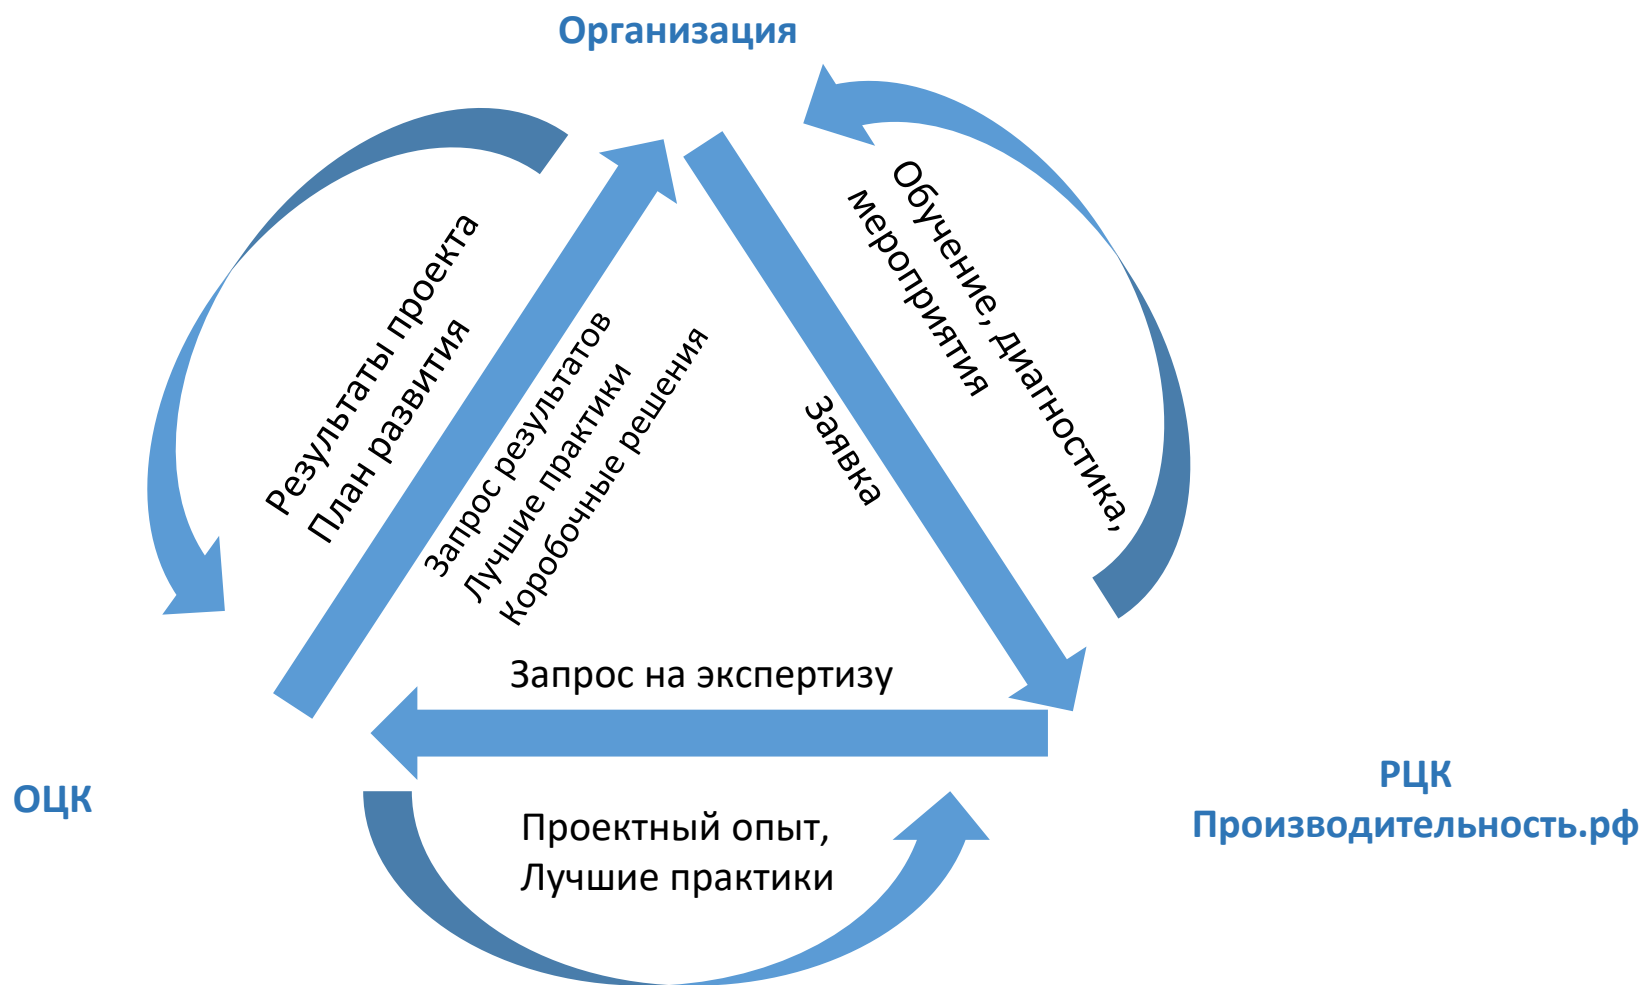 Организация
Результаты проекта
План развития
Запрос результатов
Лучшие практики
Коробочные решения
Обучение, диагностика,
мероприятия
Заявка
Запрос на экспертизу
ОЦК
РЦК
Производительность.рф
Проектный опыт,
Лучшие практики